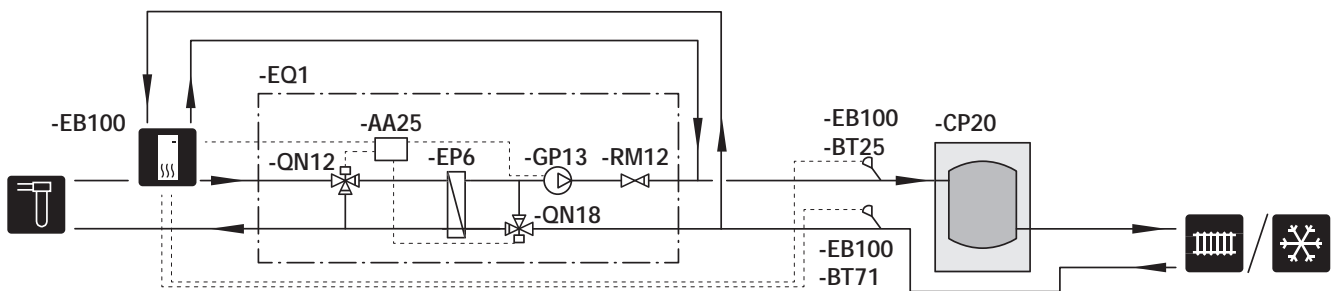 -EQ1
-EB100
-AA25
-EB100
-BT25
-CP20
-QN12
-EP6
-GP13
-RM12
-QN18
-EB100
-BT71